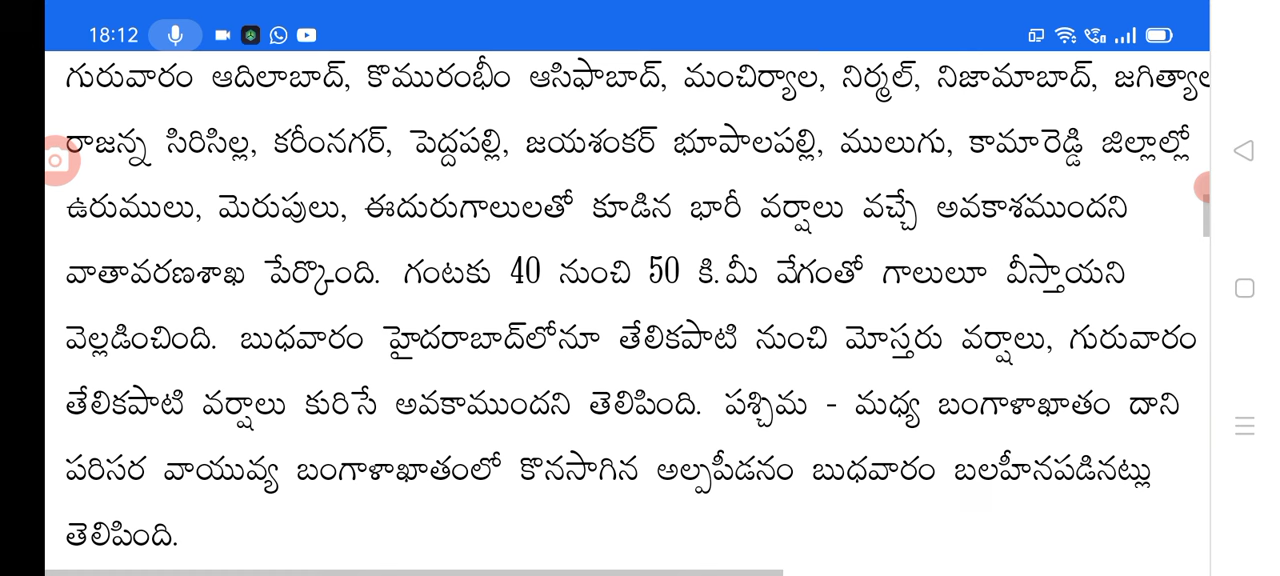 18:12
గురువారం ఆదిలాబాద్, కొమురంభీం ఆసిఫాబాద్, మంచిర్యాల, నిర్మల్, నిజామాబాద్, జగిత్యాల
రాజన్న సిరిసిల్ల, కరీంనగర్, పెద్దపల్లి, జయశంకర్ భూపాలపల్లి, ములుగు, కామారెడ్డి జిల్లాల్లో
ఉరుములు, మెరుపులు, ఈదురుగాలులతో కూడిన భారీ వర్షాలు వచ్చే అవకాశముందని
వాతావరణశాఖ పేర్కొంది. గంటకు 40 నుంచి 50 కి.మీ వేగంతో గాలులూ వీస్తాయని
వెల్లడించింది. బుధవారం హైదరాబాద్‌లోనూ తేలికపాటి నుంచి మోస్తరు వర్షాలు, గురువారం
తేలికపాటి వర్షాలు కురిసే అవకాముందని తెలిపింది. పశ్చిమ - మధ్య బంగాళాఖాతం దాని
పరిసర వాయువ్య బంగాళాఖాతంలో కొనసాగిన అల్పపీడనం బుధవారం బలహీనపడినట్లు
తెలిపింది.